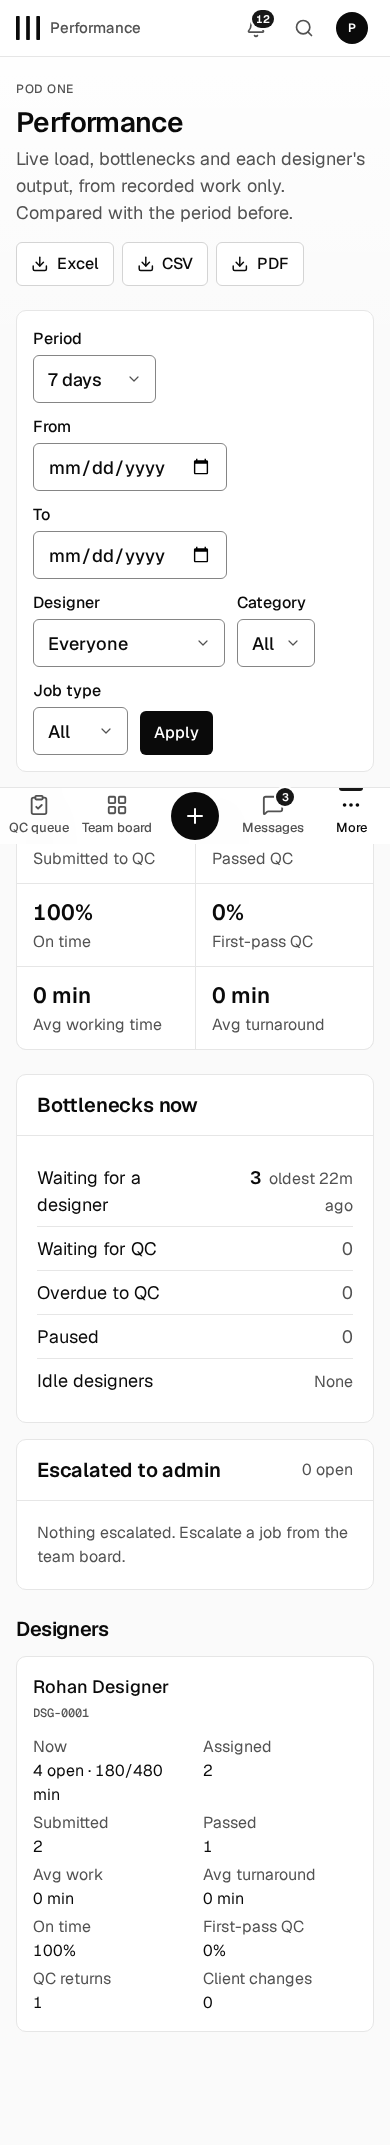 Performance
12
P
POD ONE
Performance
Live load, bottlenecks and each designer's
output, from recorded work only.
Compared with the period before.
Excel
CSV
PDF
Period
7 days
From
mm/dd/yyyy
To
mm/dd/yyyy
Designer
Category
Everyone
All
Job type
All
Apply
QC queue
Team board
Messages
3
More
Submitted to QC
Passed QC
100%
0%
On time
First-pass QC
0 min
0 min
Avg working time
Avg turnaround
Bottlenecks now
Waiting for a
designer
3 oldest 22m
ago
Waiting for QC
0
Overdue to QC
0
Paused
0
Idle designers
None
Escalated to admin
0 open
Nothing escalated. Escalate a job from the
team board.
Designers
Rohan Designer
DSG-0001
Now
Assigned
4 open · 180/480
min
2
Submitted
Passed
2
1
Avg work
Avg turnaround
0 min
0 min
On time
First-pass QC
100%
0%
QC returns
Client changes
1
0